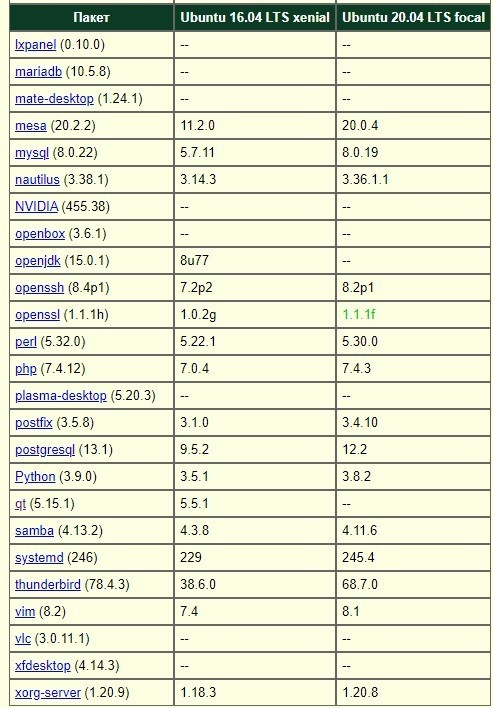 Пакет Ubuntu 16.04 LTS xenial Ubuntu 20.04 LTS focal
lxpanel (0.10.0) -- --
mariadb (10.5.8) -- --
mate-desktop (1.24.1) -- --
mesa (20.2.2) 11.2.0 20.0.4
mysql (8.0.22) 5.7.11 8.0.19
nautilus (3.38.1) 3.14.3 3.36.1.1
NVIDIA (455.38) -- --
openbox (3.6.1) -- --
openjdk (15.0.1) 8u77 --
openssh (8.4p1) 7.2p2 8.2p1
openssl (1.1.1h) 1.0.2g 1.1.1f
perl (5.32.0) 5.22.1 5.30.0
php (7.4.12) 7.0.4 7.4.3
plasma-desktop (5.20.3) -- --
postfix (3.5.8) 3.1.0 3.4.10
postgresql (13.1) 9.5.2 12.2
Python (3.9.0) 3.5.1 3.8.2
qt (5.15.1) 5.5.1 --
samba (4.13.2) 4.3.8 4.11.6
systemd (246) 229 245.4
thunderbird (78.4.3) 38.6.0 68.7.0
vim (8.2) 7.4 8.1
vlc (3.0.11.1) -- --
xfdesktop (4.14.3) -- --
xorg-server (1.20.9) 1.18.3 1.20.8